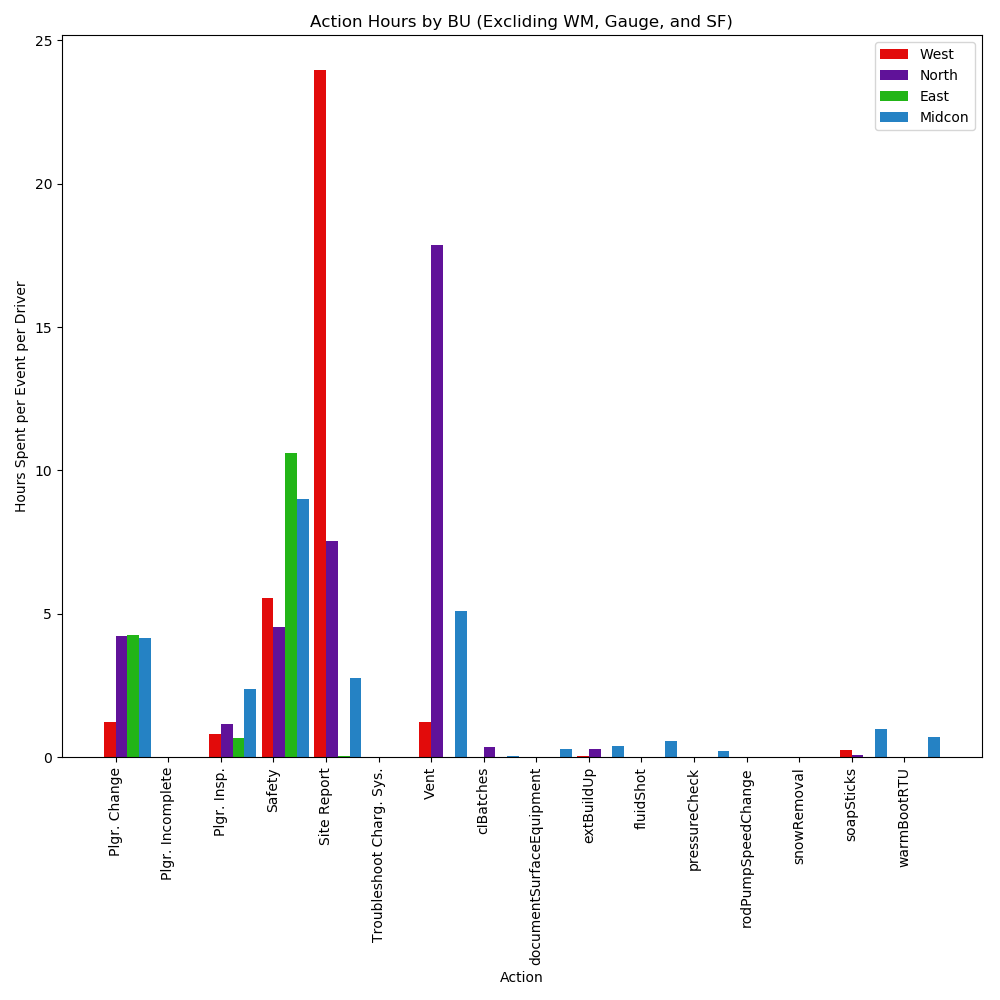 Action Hours by BU (Excliding WM, Gauge, and SF)
West
North
East
Midcon
Hours Spent per Event per Driver
25
20
15
10
5
0
Plgr. Change
Plgr. Incomplete
Plgr. Insp.
Safety
Site Report
Troubleshoot Charg. Sys.
Vent
clBatches
documentSurfaceEquipment
extBuildUp
fluidShot
pressureCheck
rodPumpSpeedChange
snowRemoval
soapSticks
warmBootRTU
Action